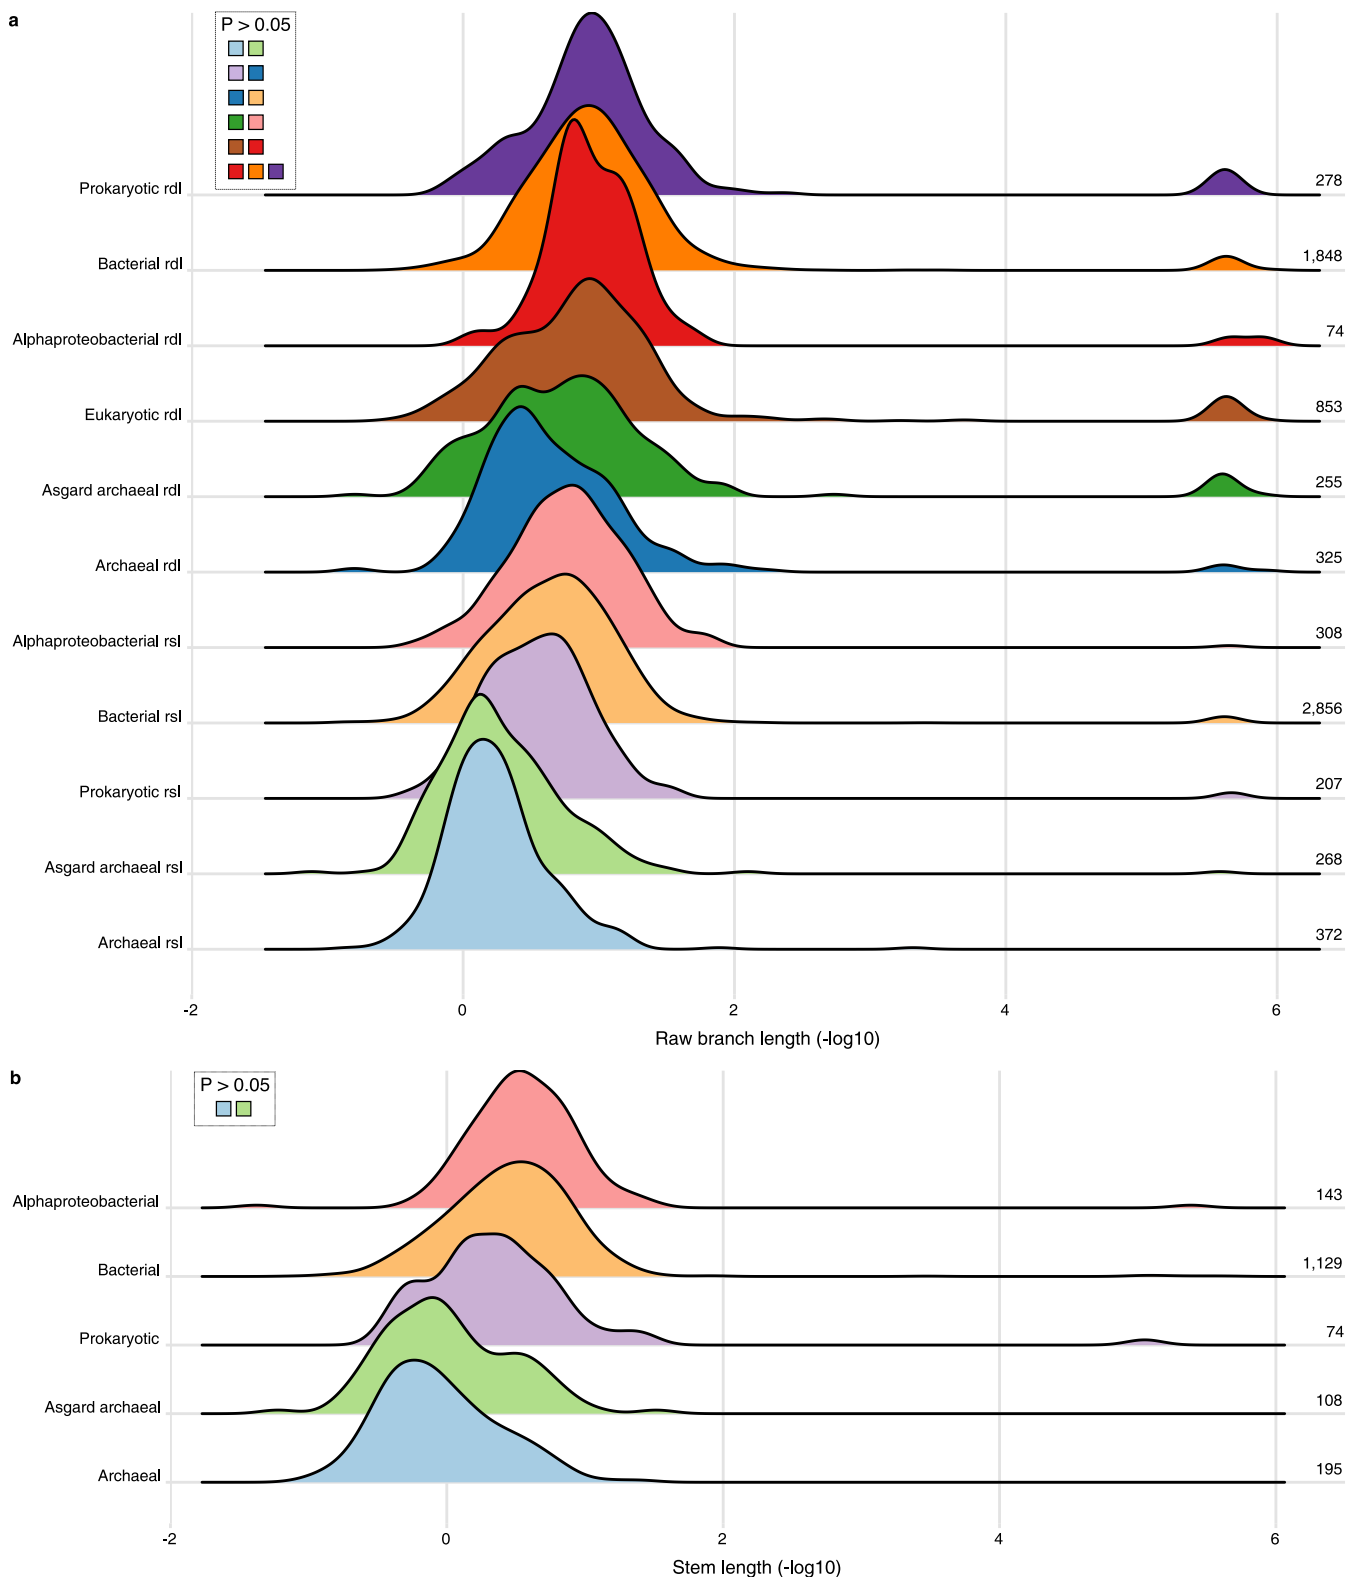 a
P > 0.05
Prokaryotic rdl 278
Bacterial rdl 1,848
Alphaproteobacterial rdl 74
Eukaryotic rdl 853
Asgard archaeal rdl 255
Archaeal rdl 325
Alphaproteobacterial rsl 308
Bacterial rsl 2,856
Prokaryotic rsl 207
Asgard archaeal rsl 268
Archaeal rsl 372
-2 0 2 4 6
Raw branch length (-log10)
b
P > 0.05
Alphaproteobacterial 143
Bacterial 1,129
Prokaryotic 74
Asgard archaeal 108
Archaeal 195
-2 0 2 4 6
Stem length (-log10)